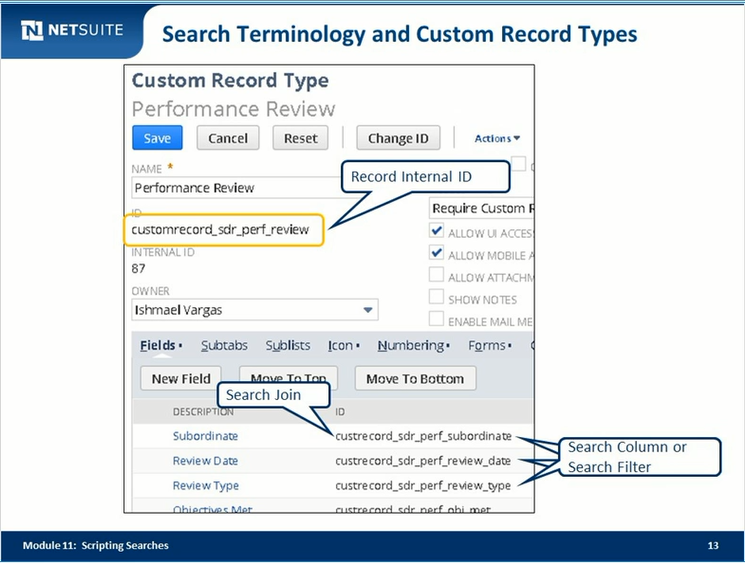 NETSUITE
Search Terminology and Custom Record Types
Custom Record Type
Performance Review
Save Cancel Reset Change ID Actions
NAME *
Record Internal ID
Performance Review
Require Custom R
ID
customrecord_sdr_perf_review
ALLOW UI ACCES
INTERNAL ID
ALLOW MOBILE A
87
ALLOW ATTACHM
OWNER
SHOW NOTES
Ishmael Vargas
ENABLE MAIL ME
Fields • Subtabs Sublists Icon • Numbering • Forms •
New Field Move To Top Move To Bottom
Search Join
DESCRIPTION ID
Subordinate custrecord_sdr_perf_subordinate
Search Column or
Review Date custrecord_sdr_perf_review_date
Search Filter
Review Type custrecord_sdr_perf_review_type
Objectives Met custrecord_sdr_perf_obj_met
Module 11: Scripting Searches 13